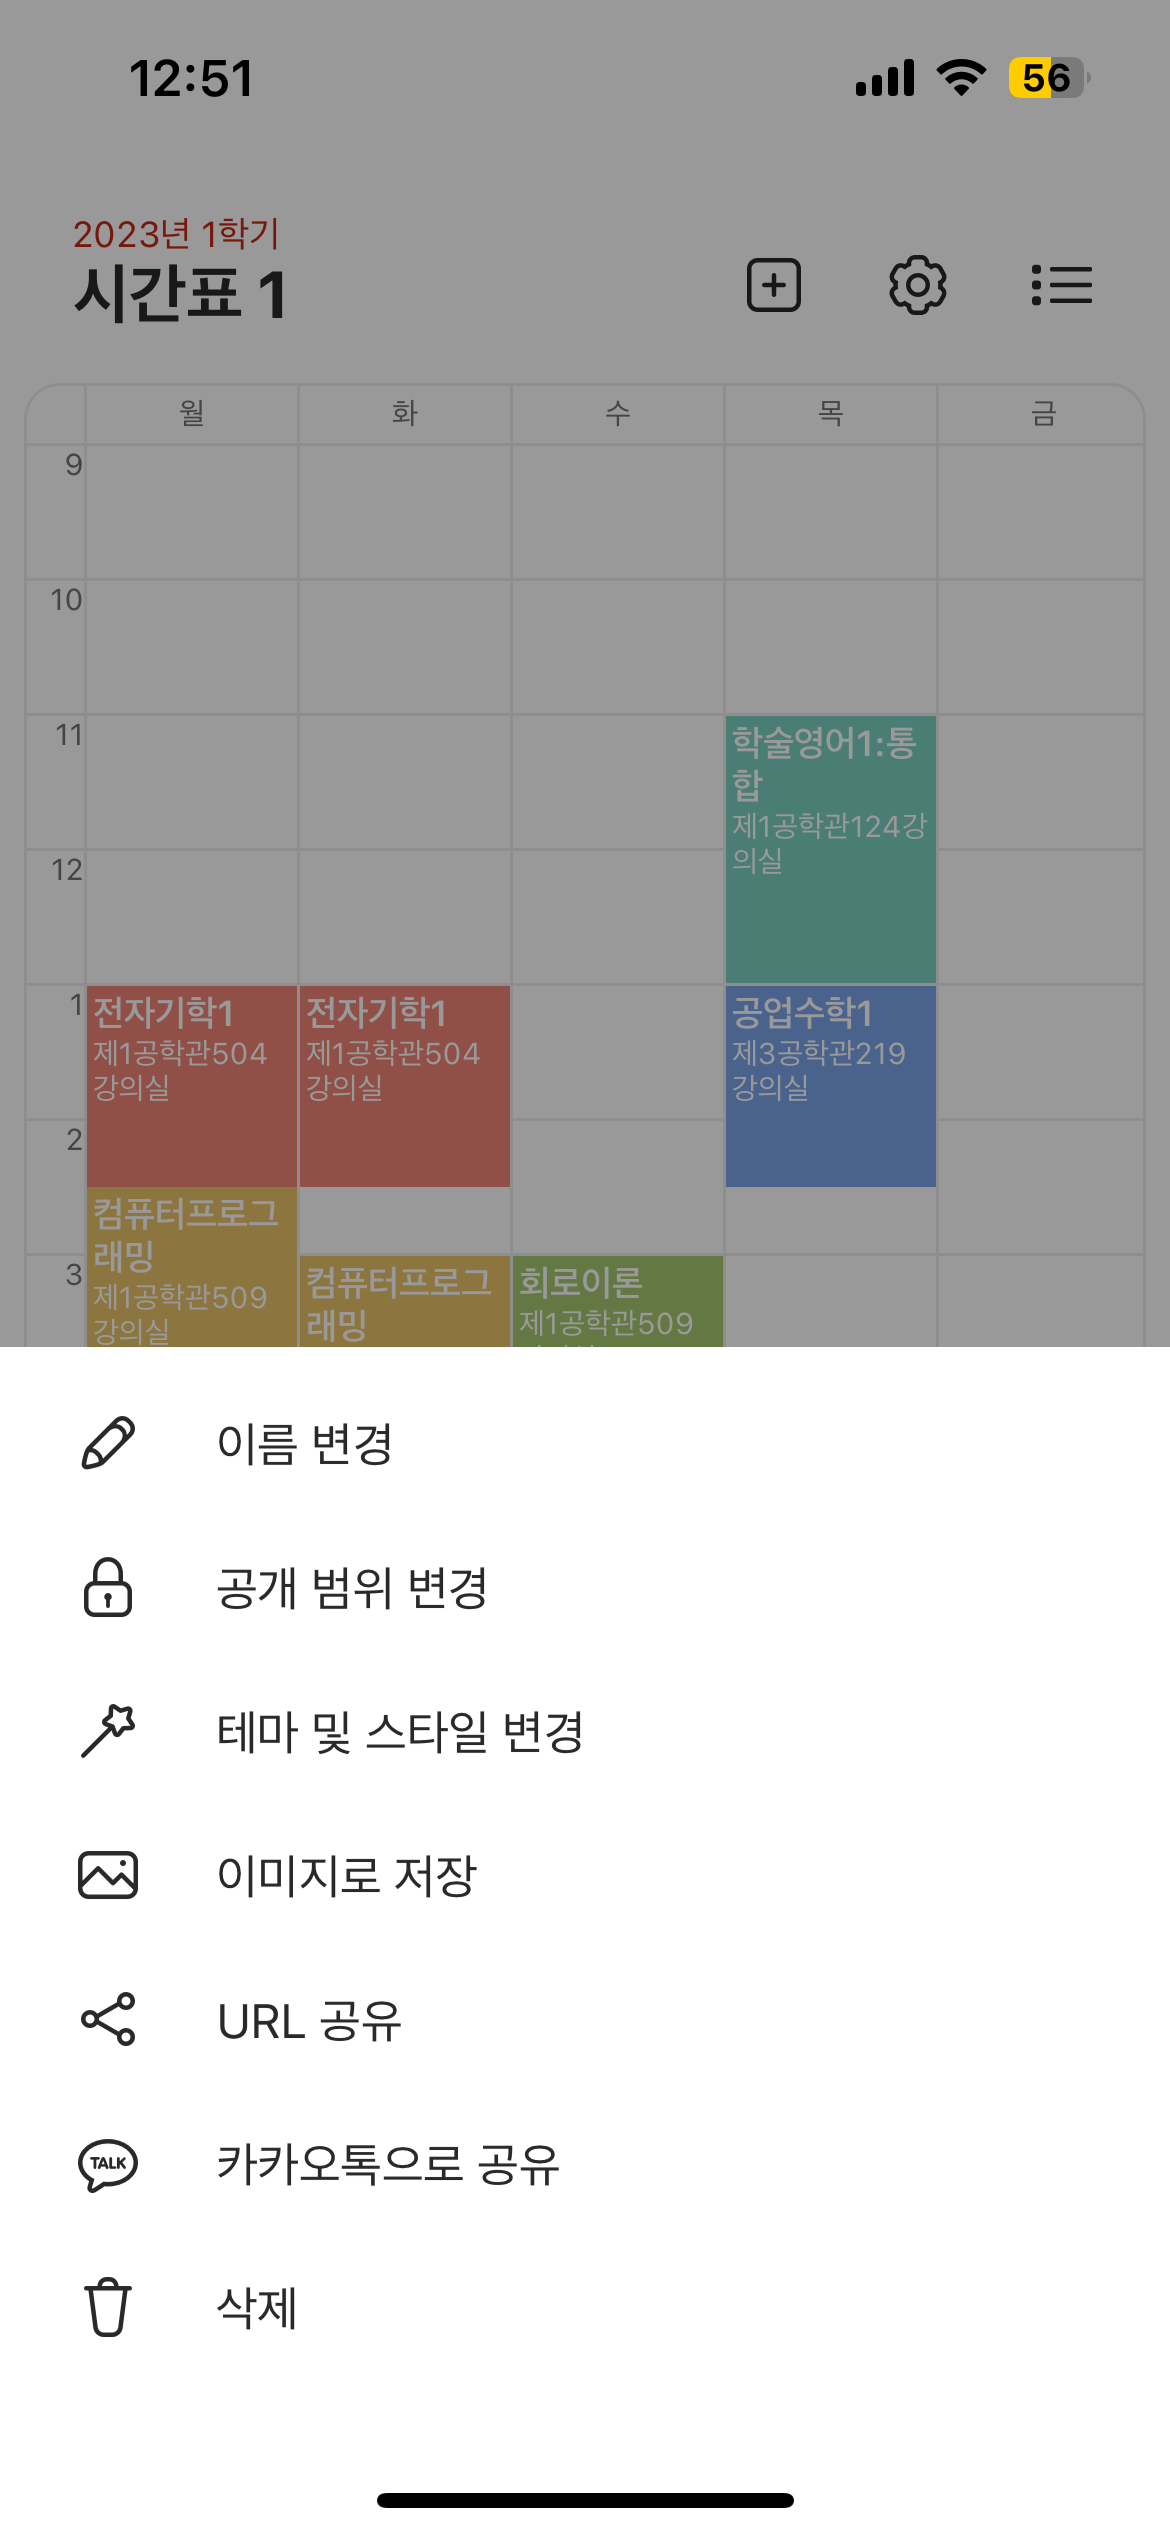 12:51
56
2023년 1학기
시간표 1
월 화 수 목 금
9
10
11
학술영어1:통
합
제1공학관124강
의실
12
1
전자기학1
제1공학관504
강의실
전자기학1
제1공학관504
강의실
공업수학1
제3공학관219
강의실
2
컴퓨터프로그
래밍
제1공학관509
강의실
3
컴퓨터프로그
래밍
회로이론
제1공학관509
이름 변경
공개 범위 변경
테마 및 스타일 변경
이미지로 저장
URL 공유
TALK
카카오톡으로 공유
삭제